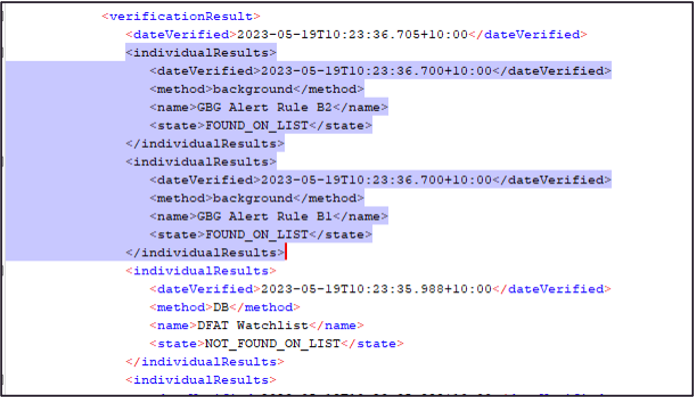 <verificationResult>
<dateVerified>2023-05-19T10:23:36.705+10:00</dateVerified>
<individualResults>
<dateVerified>2023-05-19T10:23:36.700+10:00</dateVerified>
<method>background</method>
<name>GBG Alert Rule B2</name>
<state>FOUND_ON_LIST</state>
</individualResults>
<individualResults>
<dateVerified>2023-05-19T10:23:36.700+10:00</dateVerified>
<method>background</method>
<name>GBG Alert Rule B1</name>
<state>FOUND_ON_LIST</state>
</individualResults>
<individualResults>
<dateVerified>2023-05-19T10:23:35.988+10:00</dateVerified>
<method>DB</method>
<name>DFAT Watchlist</name>
<state>NOT_FOUND_ON_LIST</state>
</individualResults>
<individualResults>